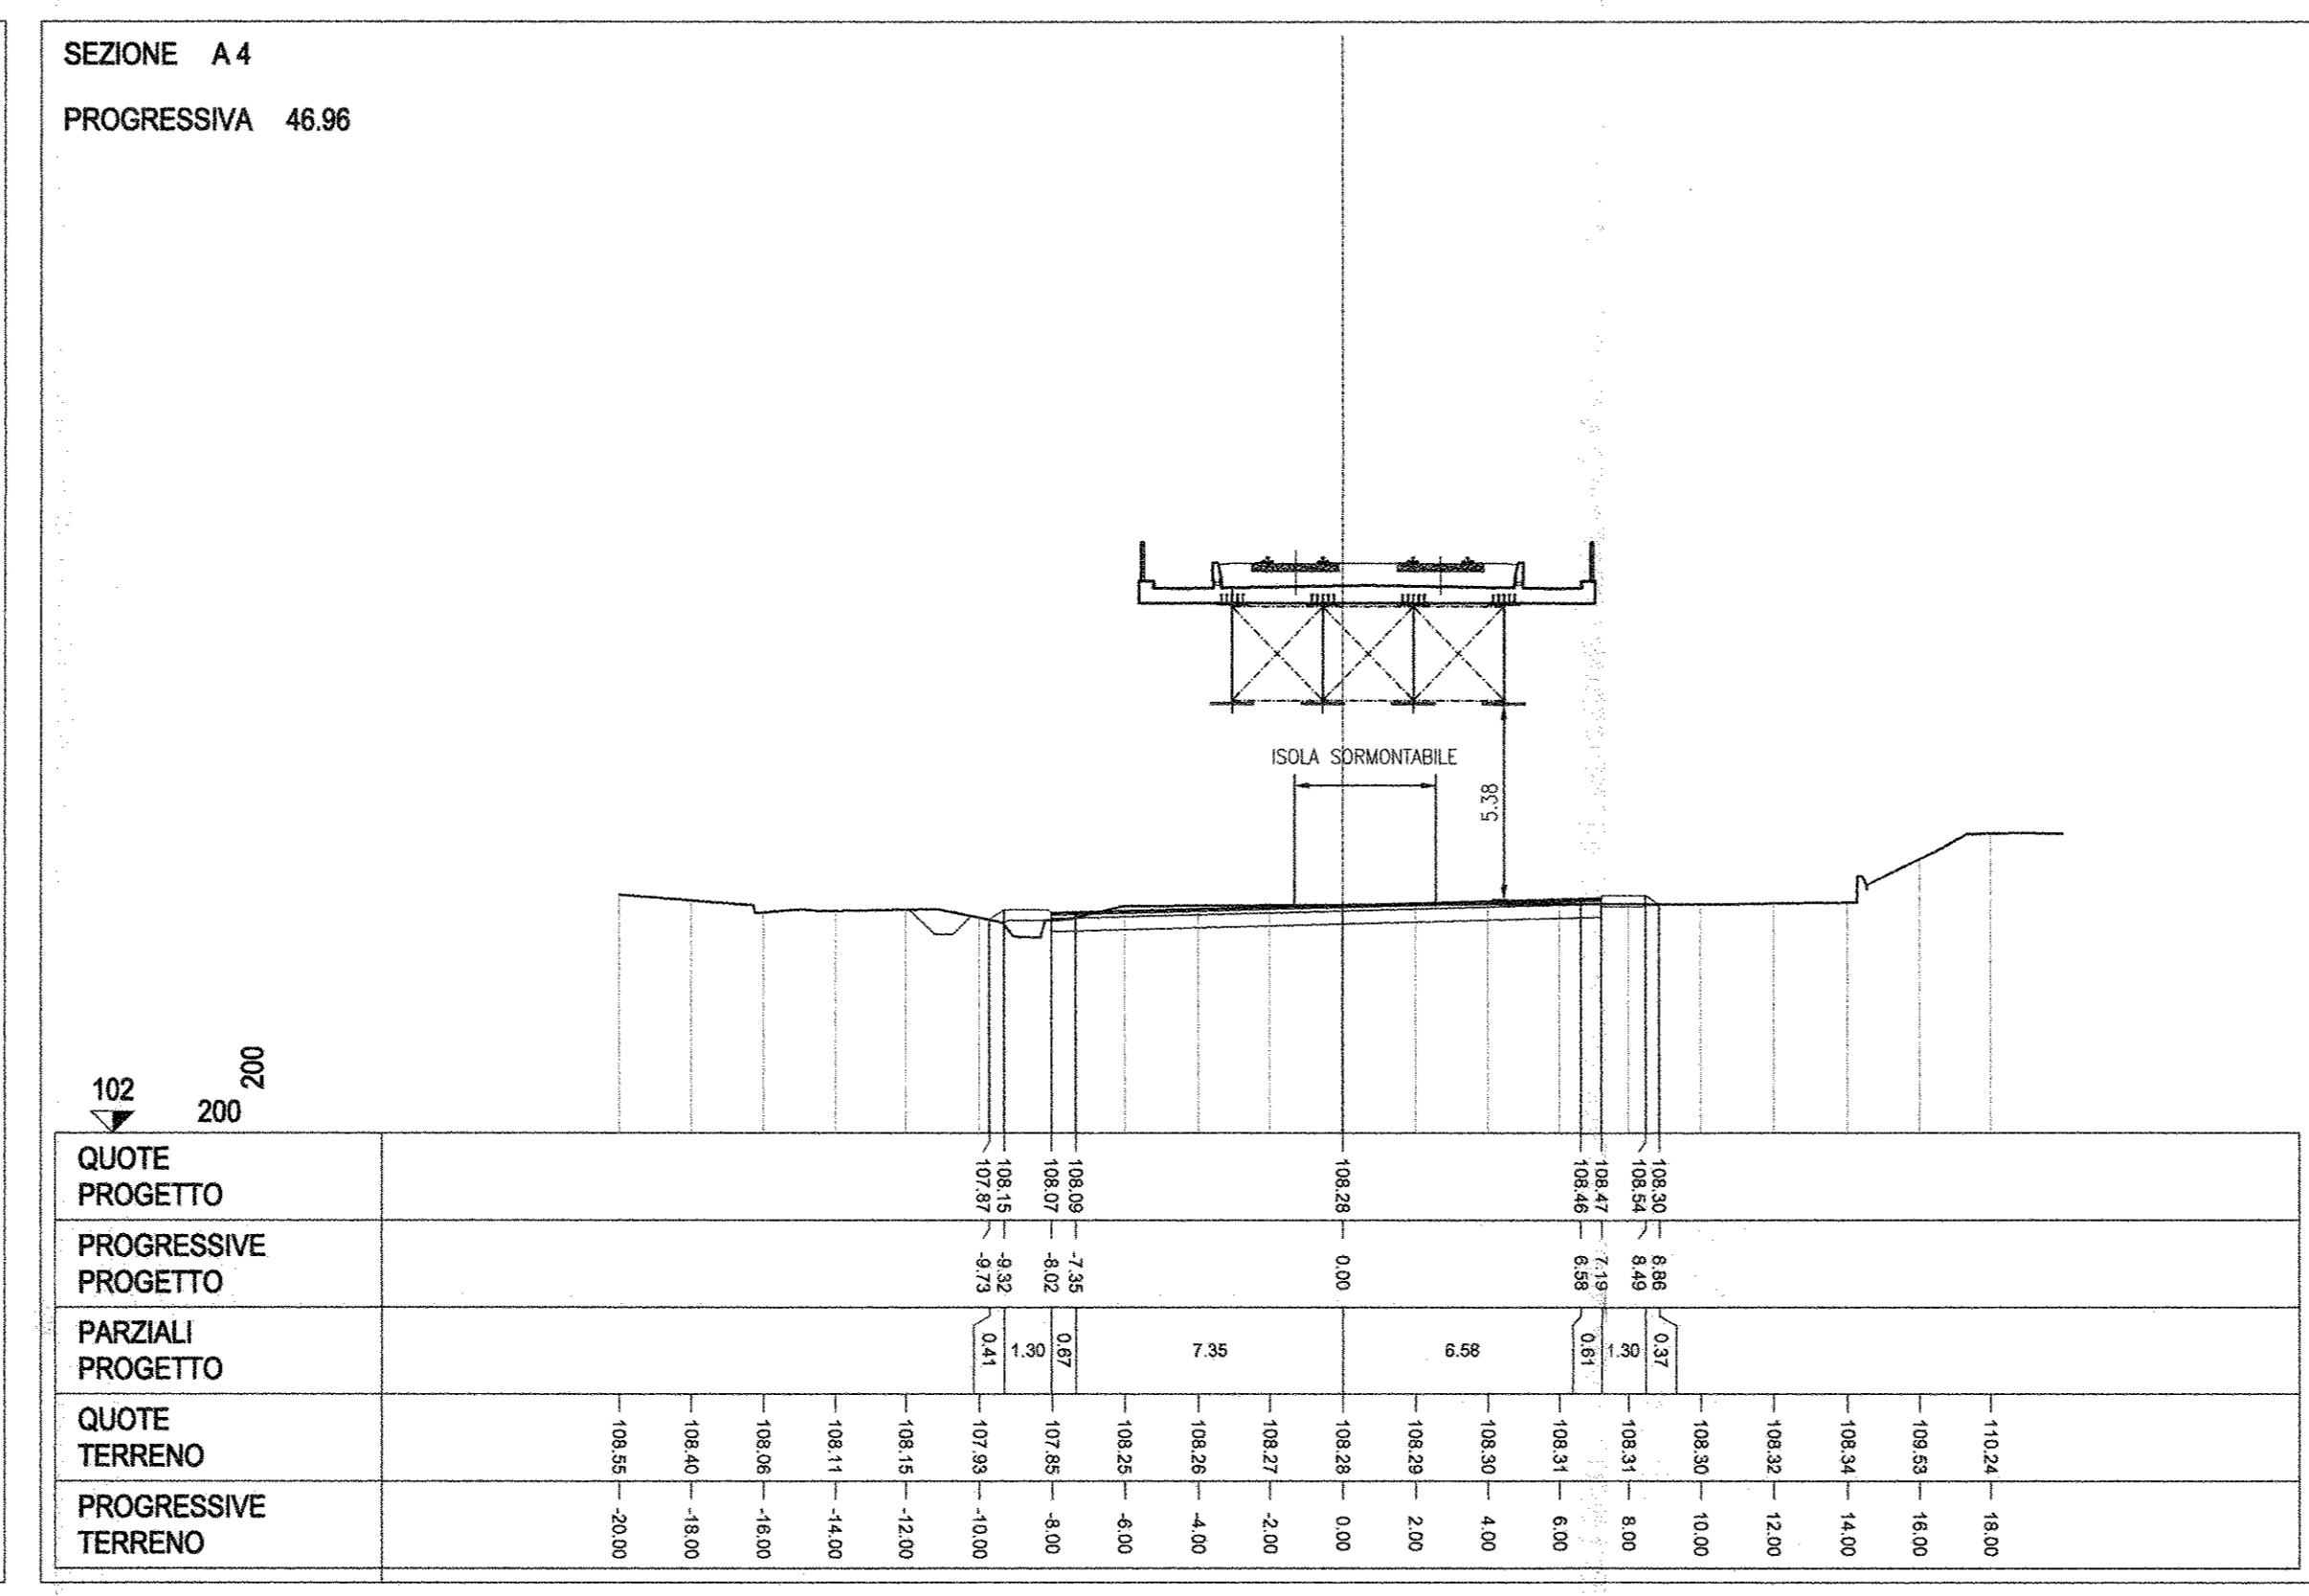 SEZIONE A 4
PROGRESSIVA 46.96
ISOLA SORMONTABILE
5.38
102
200
200
QUOTE PROGETTO
107.87 108.15 108.07 108.09 108.28 108.46 108.47 108.54 108.30
PROGRESSIVE PROGETTO
-9.73 -9.32 -8.02 -7.35 0.00 6.58 7.19 8.49 8.86
PARZIALI PROGETTO
0.41 1.30 0.67 7.35 6.58 0.61 1.30 0.37
QUOTE TERRENO
108.55 108.40 108.06 108.11 108.15 107.93 107.85 108.25 108.26 108.27 108.28 108.29 108.30 108.31 108.31 108.30 108.32 108.34 109.53 110.24
PROGRESSIVE TERRENO
-20.00 -18.00 -16.00 -14.00 -12.00 -10.00 -8.00 -6.00 -4.00 -2.00 0.00 2.00 4.00 6.00 8.00 10.00 12.00 14.00 16.00 18.00